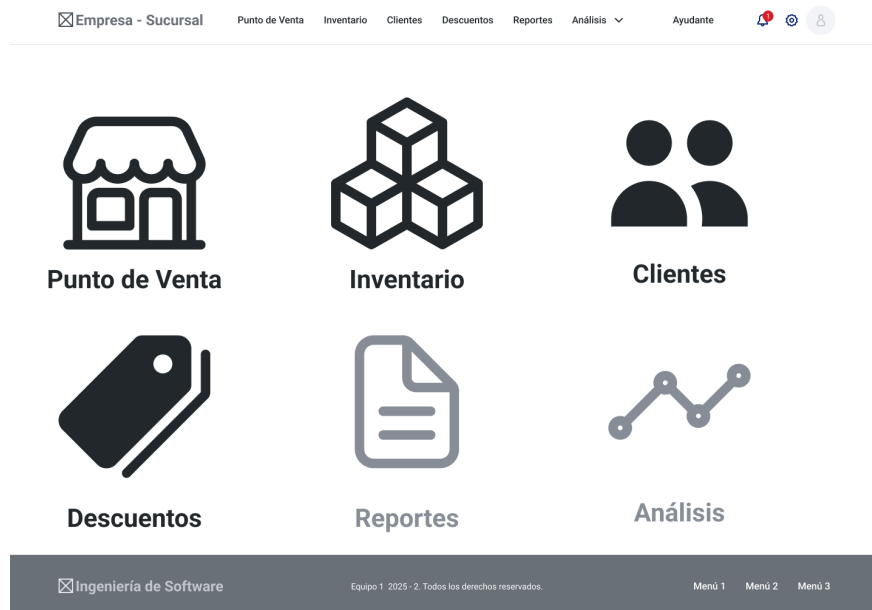 Empresa - Sucursal Punto de Venta Inventario Clientes Descuentos Reportes Análisis Ayudante 1
Punto de Venta Inventario Clientes
Descuentos Reportes Análisis
Ingeniería de Software Equipo 1 2025 - 2. Todos los derechos reservados. Menú 1 Menú 2 Menú 3